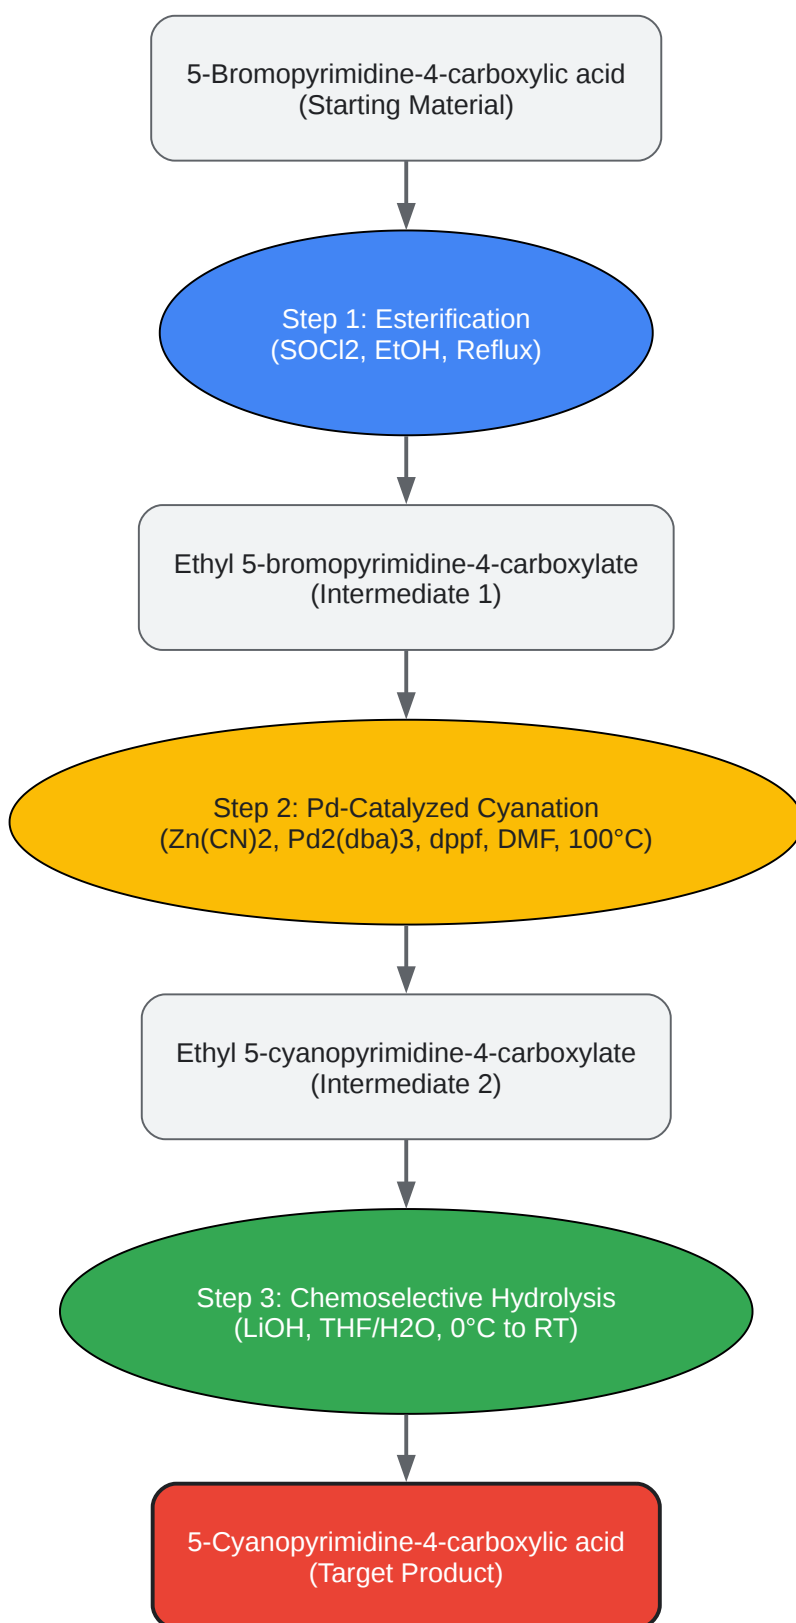 5-Bromopyrimidine-4-carboxylic acid
(Starting Material)
Step 1: Esterification
(SOCl2, EtOH, Reflux)
Ethyl 5-bromopyrimidine-4-carboxylate
(Intermediate 1)
Step 2: Pd-Catalyzed Cyanation
(Zn(CN)2, Pd2(dba)3, dppf, DMF, 100°C)
Ethyl 5-cyanopyrimidine-4-carboxylate
(Intermediate 2)
Step 3: Chemoselective Hydrolysis
(LiOH, THF/H2O, 0°C to RT)
5-Cyanopyrimidine-4-carboxylic acid
(Target Product)